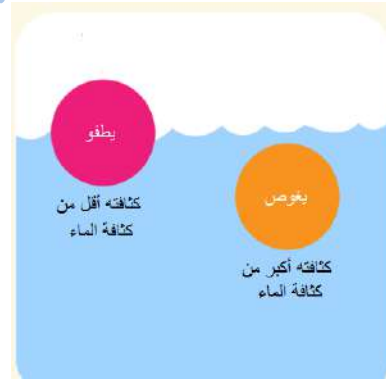 يطفو
كثافته أقل من
كثافة الماء
يغوص
كثافته أكبر من
كثافة الماء